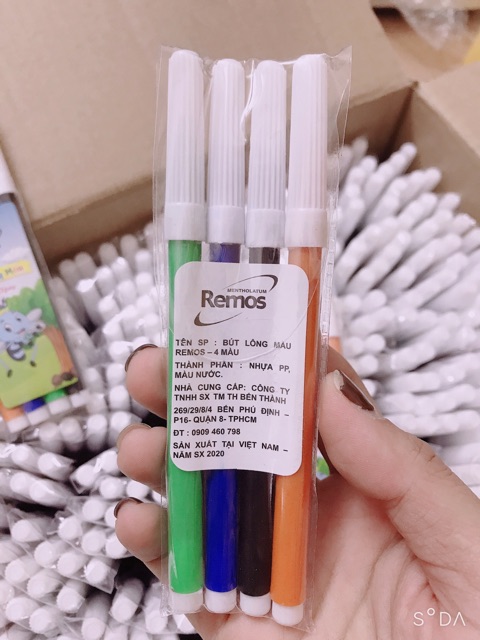 MENTHOLATUM
Remos
TÊN SP : BÚT LÔNG MÀU
REMOS – 4 MÀU
THÀNH PHẦN : NHỰA PP,
MÀU NƯỚC.
NHÀ CUNG CẤP: CÔNG TY
TNHH SX TM TH BẾN THÀNH
269/29/8/4 BẾN PHÚ ĐỊNH –
P16- QUẬN 8- TPHCM
ĐT : 0909 460 798
SẢN XUẤT TẠI VIỆT NAM –
NĂM SX 2020
SODA